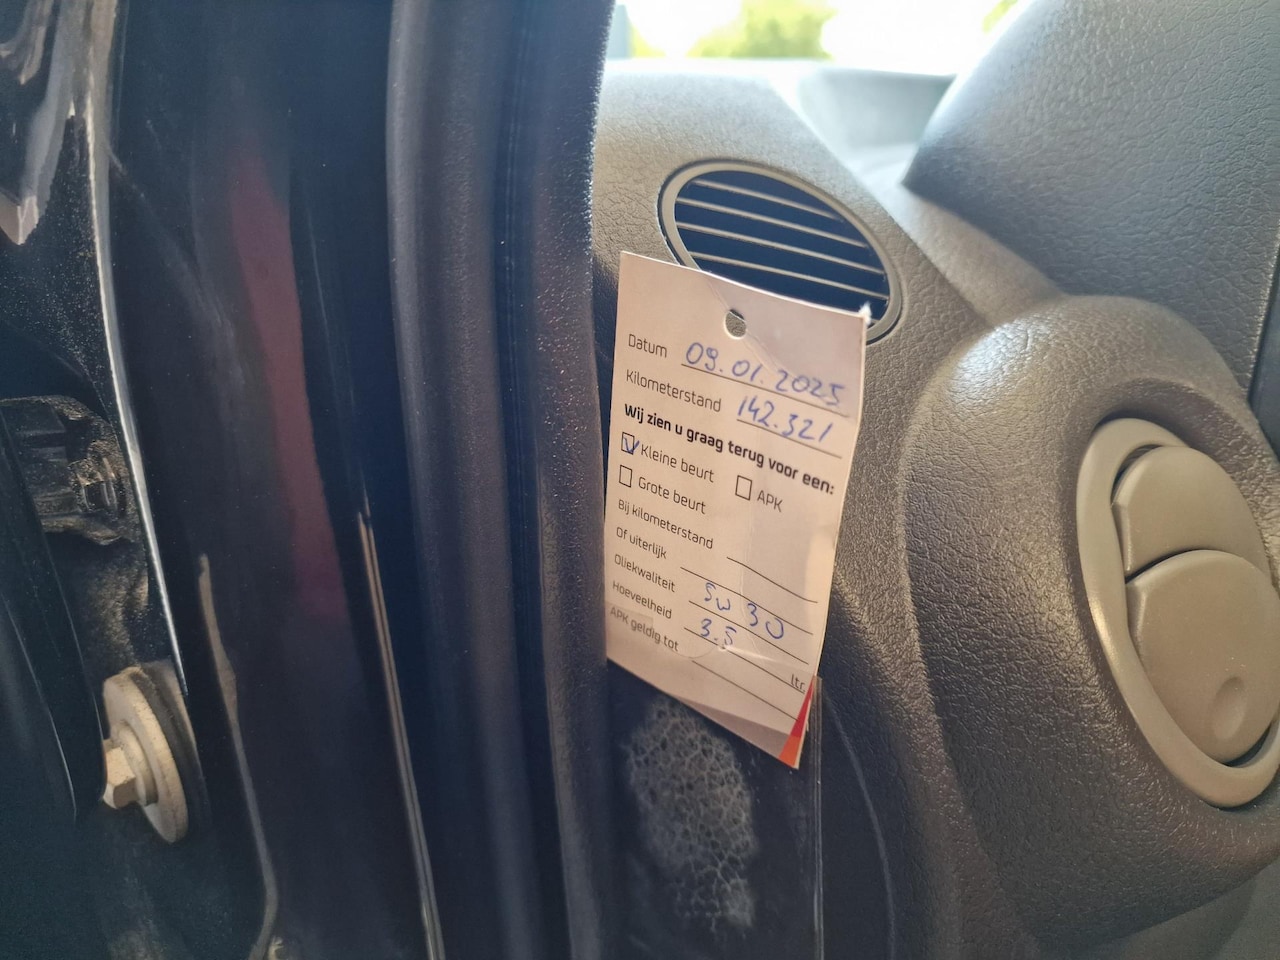 Datum 09.01.2025
Kilometerstand 142.321
Wij zien u graag terug voor een:
Kleine beurt APK
Grote beurt
Bij kilometerstand
Of uiterlijk
Oliekwaliteit 5w30
Hoeveelheid 3.5 ltr.
APK geldig tot